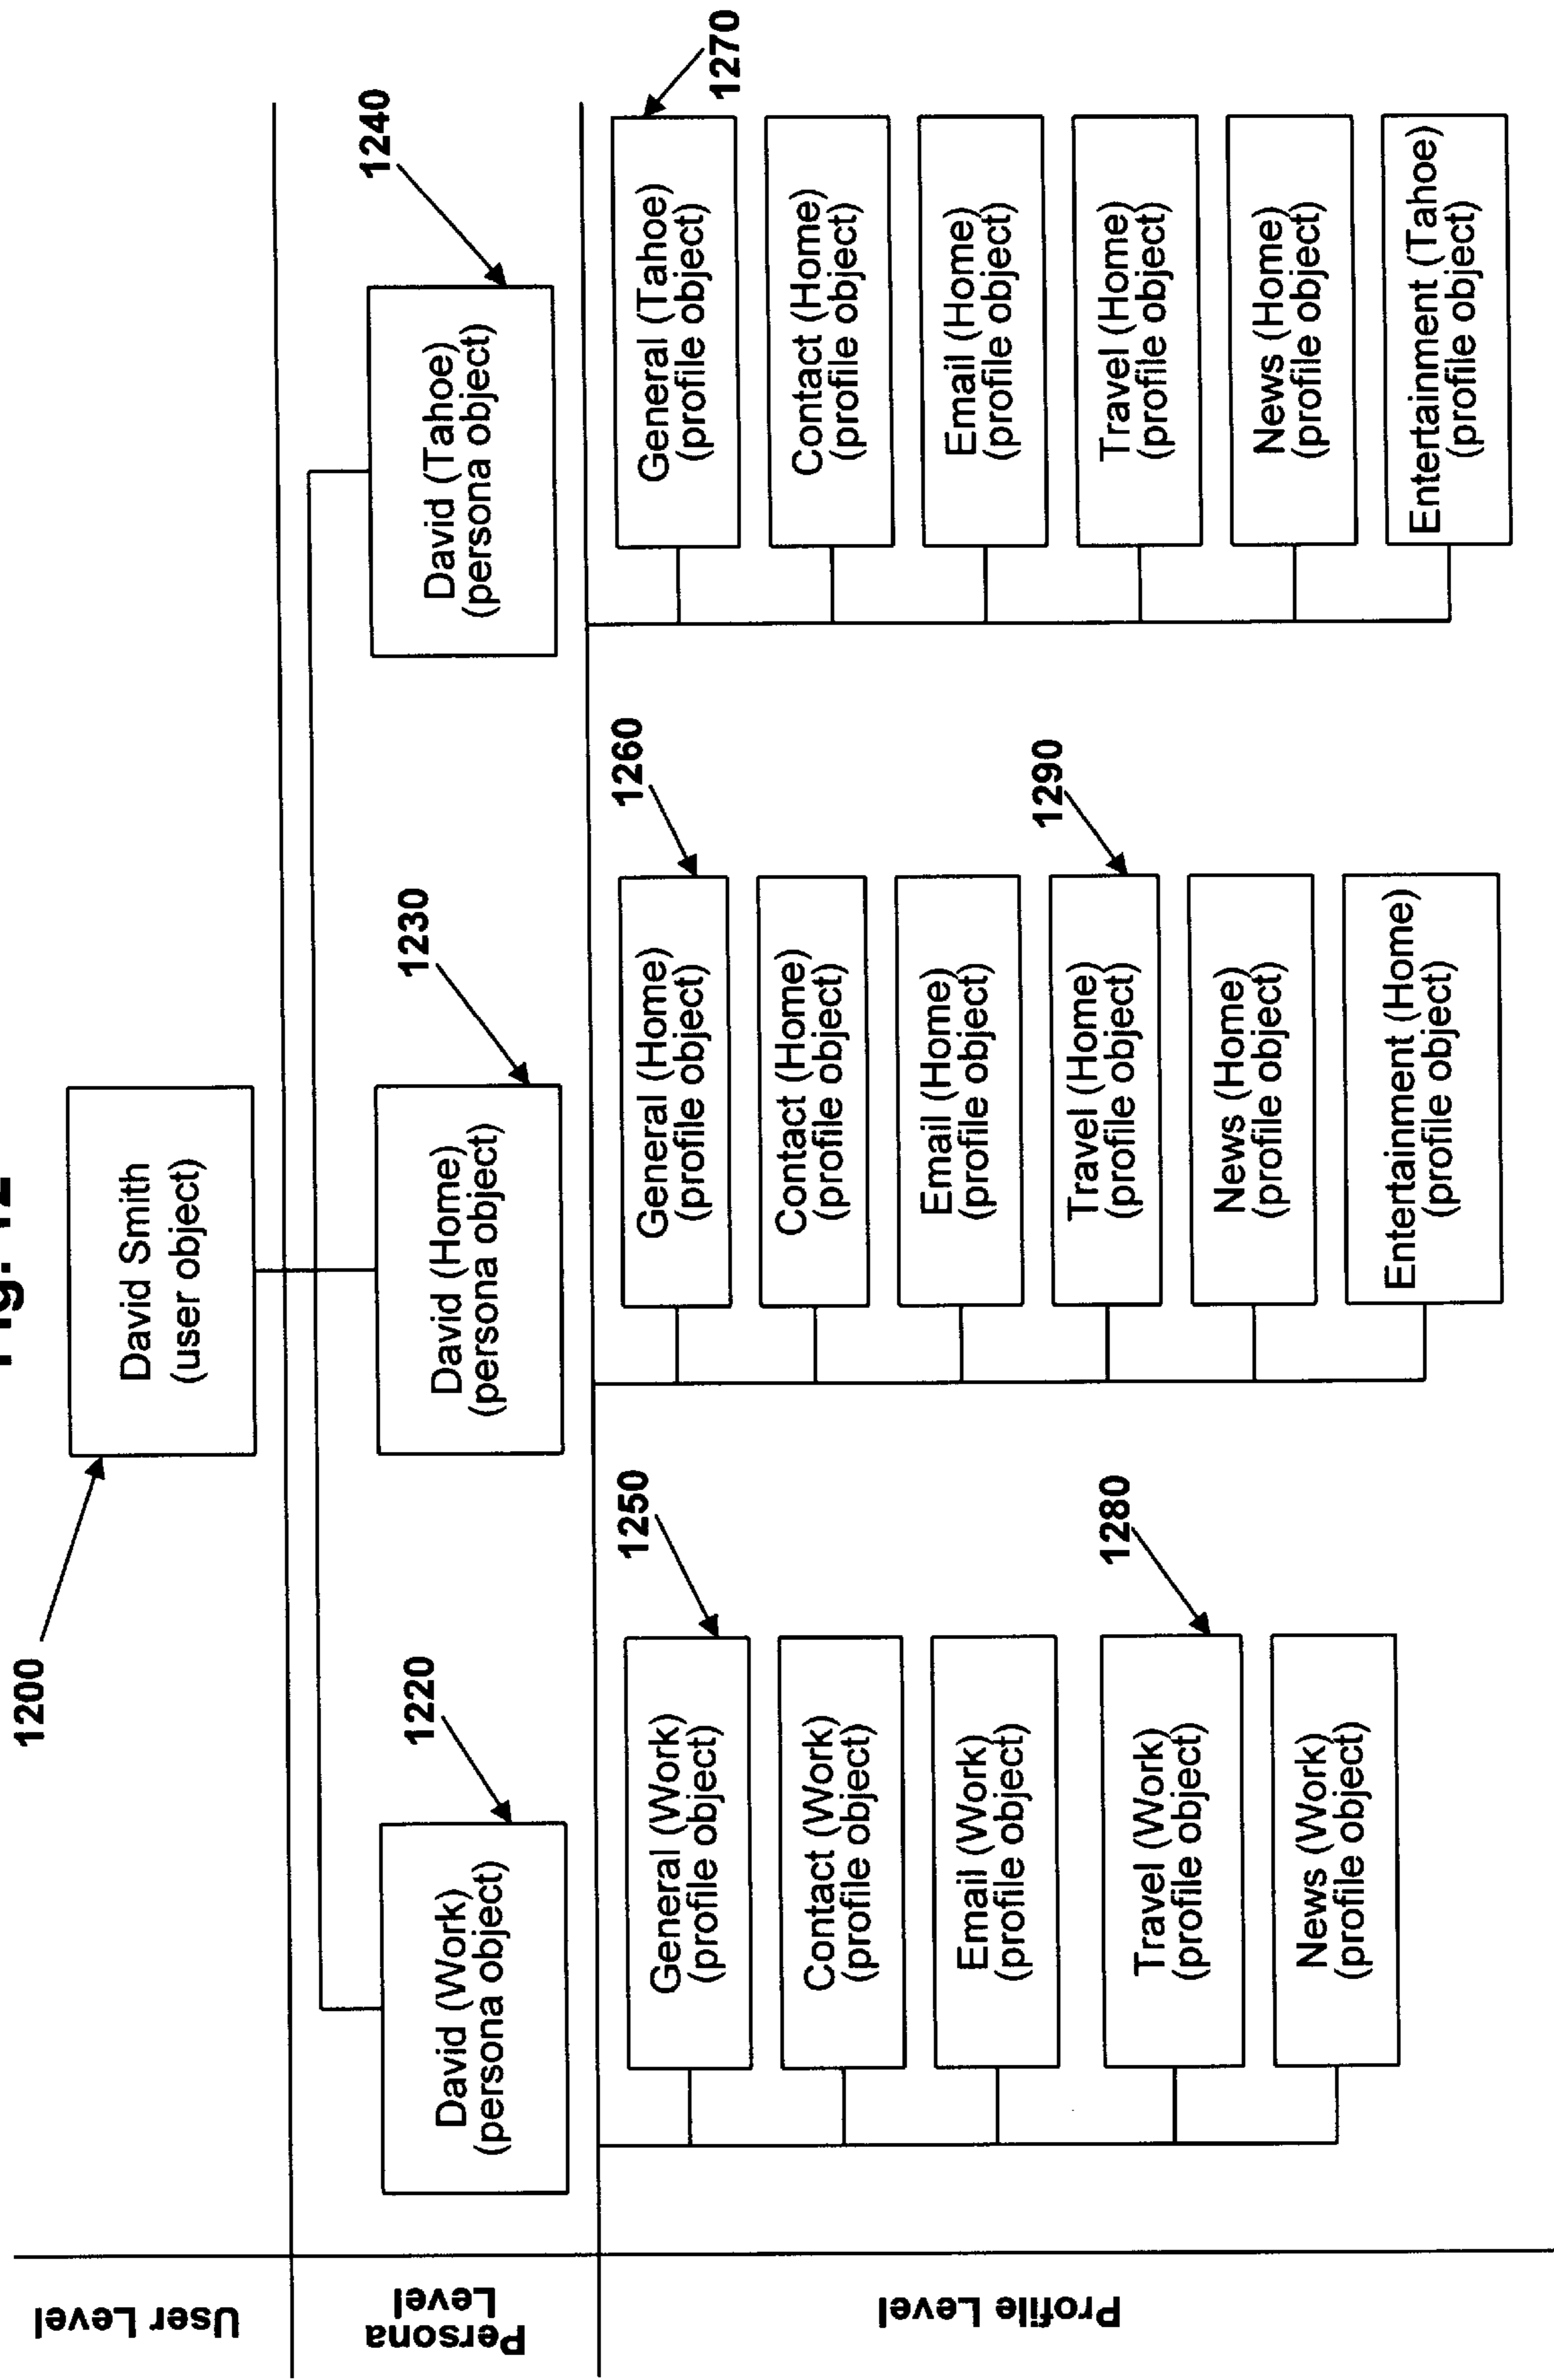 Fig. 12
1200
David Smith
(user object)
User Level
1220
1230
1240
David (Work)
(persona object)
David (Home)
(persona object)
David (Tahoe)
(persona object)
Persona
Level
1250
General (Work)
(profile object)
Contact (Work)
(profile object)
Email (Work)
(profile object)
1280
Travel (Work)
(profile object)
News (Work)
(profile object)
1260
General (Home)
(profile object)
Contact (Home)
(profile object)
Email (Home)
(profile object)
1290
Travel (Home)
(profile object)
News (Home)
(profile object)
Entertainment (Home)
(profile object)
1270
General (Tahoe)
(profile object)
Contact (Home)
(profile object)
Email (Home)
(profile object)
Travel (Home)
(profile object)
News (Home)
(profile object)
Entertainment (Tahoe)
(profile object)
Profile Level